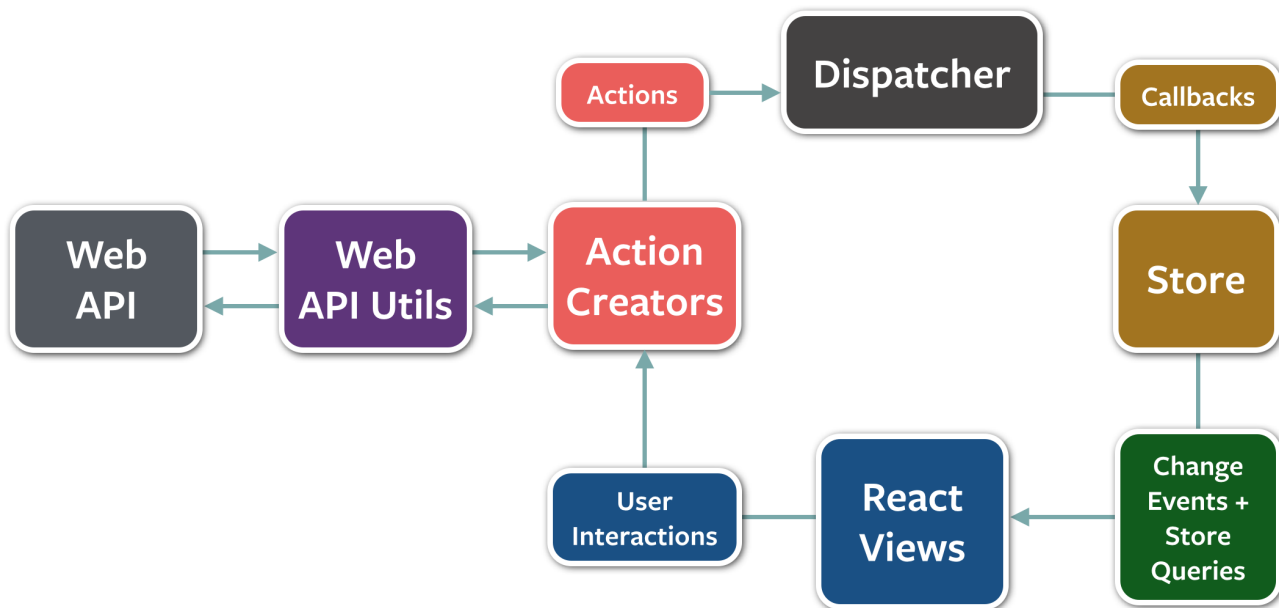 Dispatcher
Actions
Callbacks
Web
API
Web
API Utils
Action
Creators
Store
User
Interactions
React
Views
Change
Events +
Store
Queries